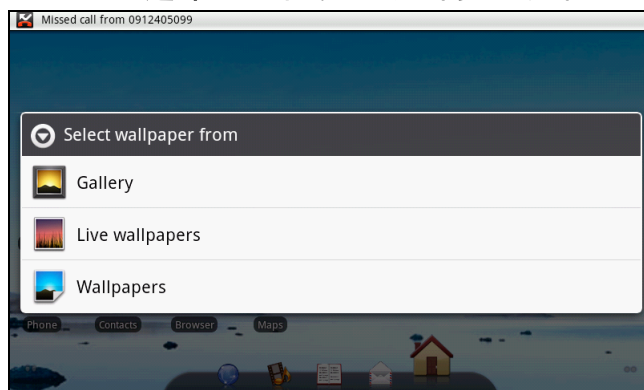 Missed call from 0912405099
Select wallpaper from
Gallery
Live wallpapers
Wallpapers
Phone Contacts Browser Maps